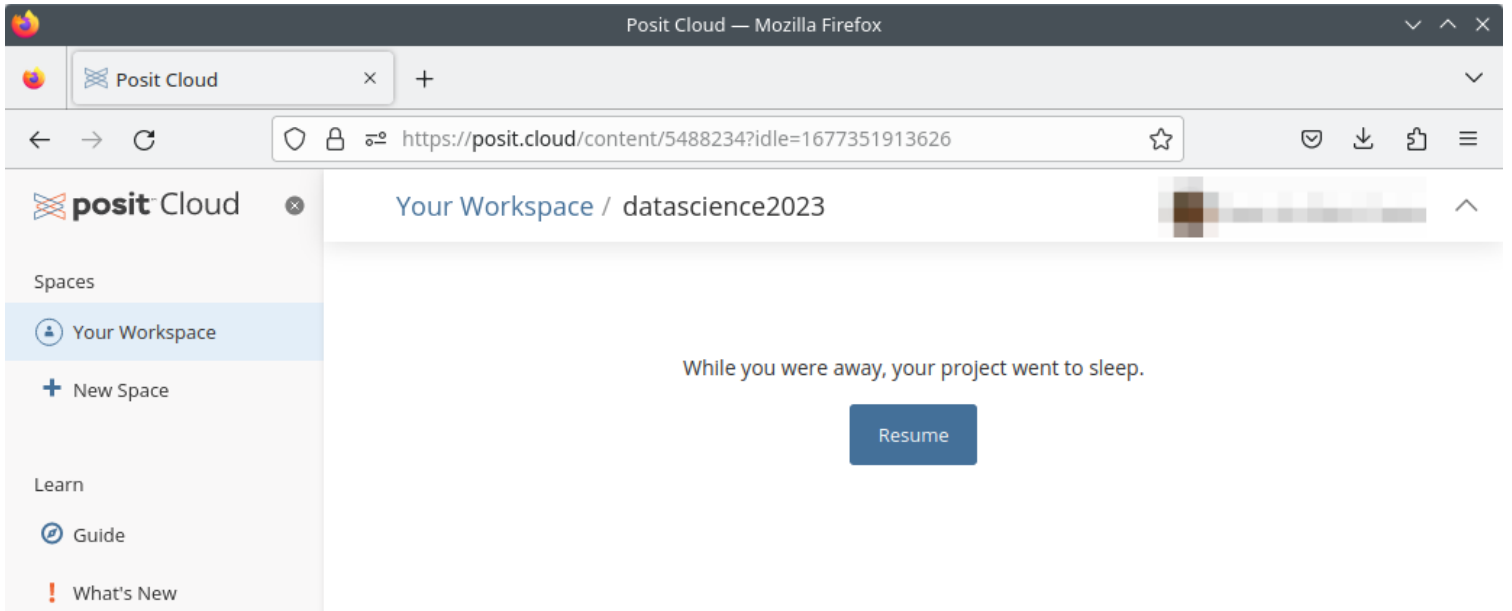 Posit Cloud — Mozilla Firefox
Posit Cloud
https://posit.cloud/content/5488234?idle=1677351913626
posit Cloud
Your Workspace / datascience2023
Spaces
Your Workspace
New Space
While you were away, your project went to sleep.
Resume
Learn
Guide
What's New